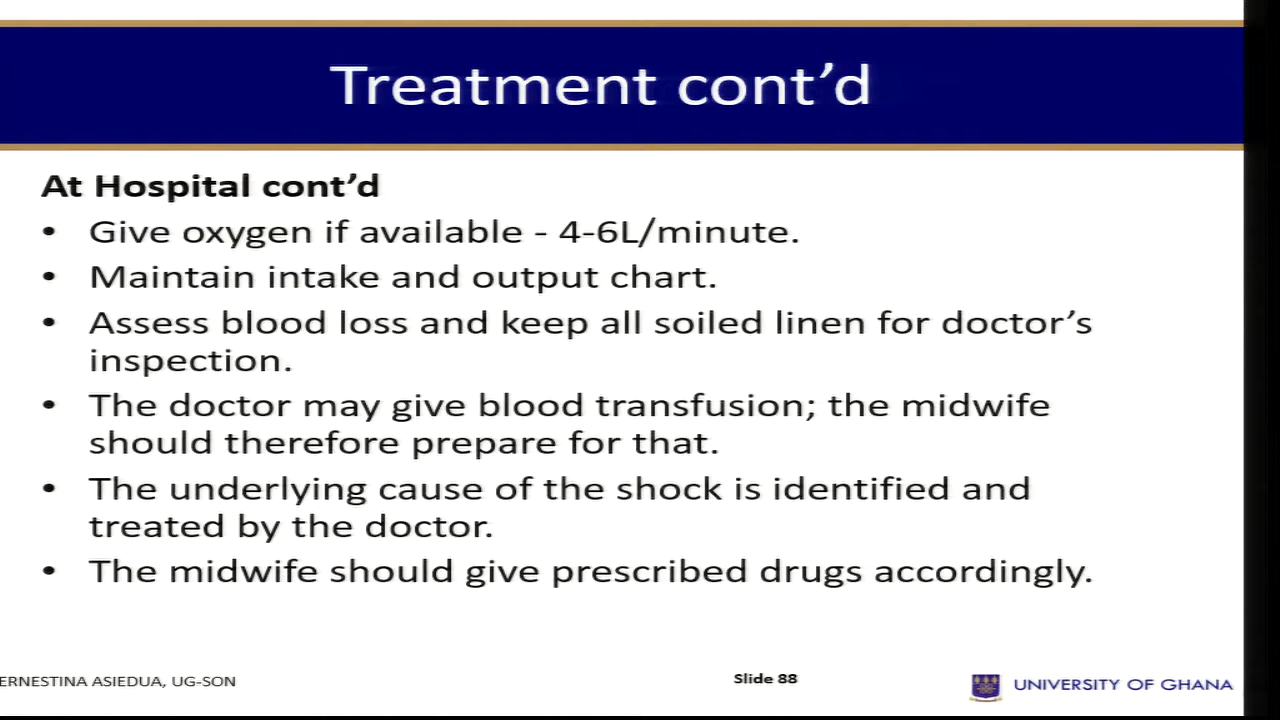 Treatment cont’d
At Hospital cont’d
• Give oxygen if available - 4-6L/minute.
• Maintain intake and output chart.
• Assess blood loss and keep all soiled linen for doctor’s
inspection.
• The doctor may give blood transfusion; the midwife
should therefore prepare for that.
• The underlying cause of the shock is identified and
treated by the doctor.
• The midwife should give prescribed drugs accordingly.
ERNESTINA ASIEDUA, UG-SON
Slide 88
UNIVERSITY OF GHANA